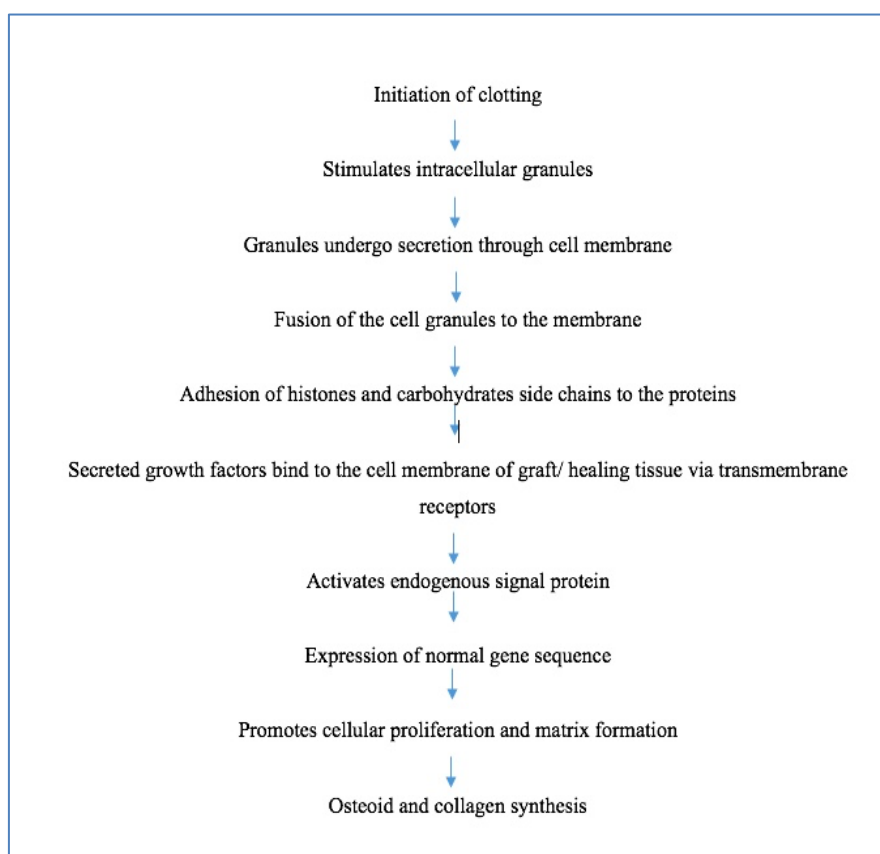 Initiation of clotting
Stimulates intracellular granules
Granules undergo secretion through cell membrane
Fusion of the cell granules to the membrane
Adhesion of histones and carbohydrates side chains to the proteins
Secreted growth factors bind to the cell membrane of graft/ healing tissue via transmembrane
receptors
Activates endogenous signal protein
Expression of normal gene sequence
Promotes cellular proliferation and matrix formation
Osteoid and collagen synthesis